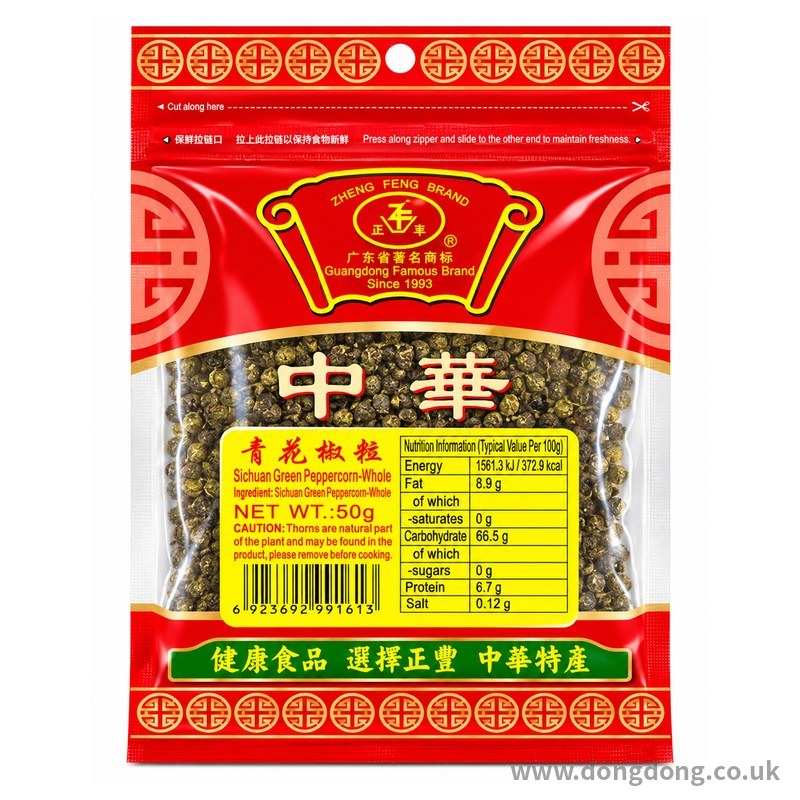 Cut along here
保鲜拉链口 拉上此拉链以保持食物新鲜 Press along zipper and slide to the other end to maintain freshness.
ZHENG FENG BRAND
正 丰
®
广东省著名商标
Guangdong Famous Brand
Since 1993
中華
青花椒粒
Sichuan Green Peppercorn-Whole
Ingredient: Sichuan Green Peppercorn-Whole
NET WT.:50g
CAUTION: Thorns are natural part
of the plant and may be found in the
product, please remove before cooking.
6 923692 991613
Nutrition Information (Typical Value Per 100g)
Energy 1561.3 kJ / 372.9 kcal
Fat 8.9 g
of which
-saturates 0 g
Carbohydrate 66.5 g
of which
-sugars 0 g
Protein 6.7 g
Salt 0.12 g
健康食品 選擇正豐 中華特產
www.dongdong.co.uk